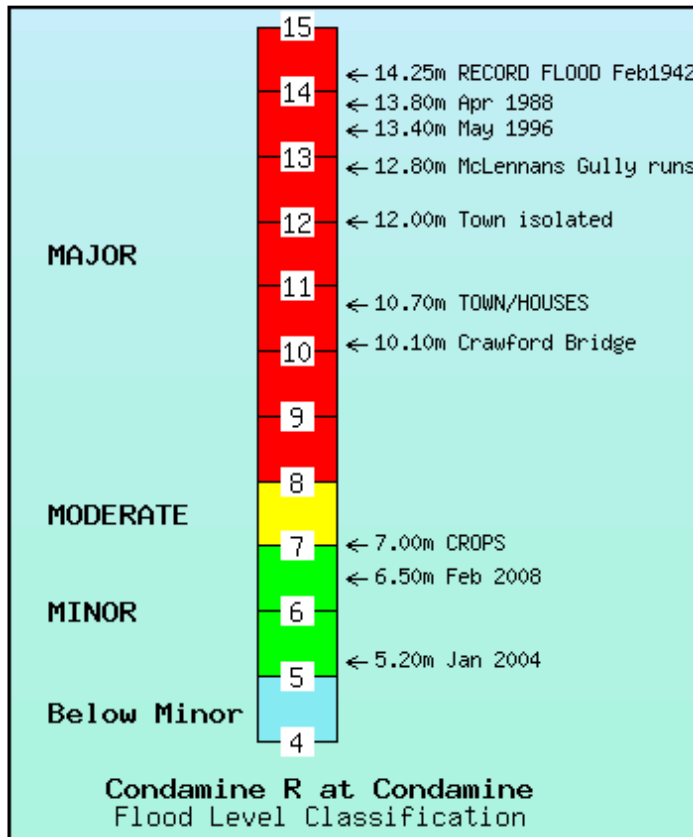 15
14.25m RECORD FLOOD Feb1942
14
13.80m Apr 1988
13.40m May 1996
13
12.80m McLennans Gully runs
12
12.00m Town isolated
MAJOR
11
10.70m TOWN/HOUSES
10.10m Crawford Bridge
10
9
8
MODERATE
7
7.00m CROPS
6.50m Feb 2008
MINOR
6
5.20m Jan 2004
5
Below Minor
4
Condamine R at Condamine
Flood Level Classification